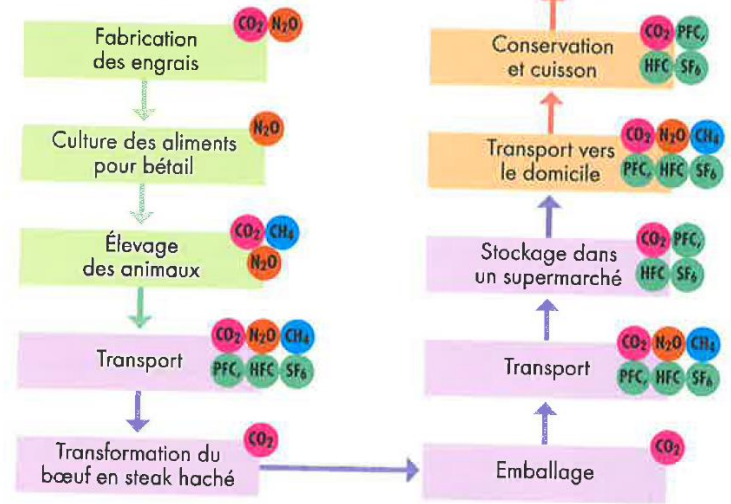 CO₂ N₂O
Fabrication
des engrais
N₂O
Culture des aliments
pour bétail
CO₂ CH₄
N₂O
Élevage
des animaux
CO₂ N₂O CH₄
PFC, HFC SF₆
Transport
CO₂
Transformation du
bœuf en steak haché
CO₂
Emballage
CO₂ N₂O CH₄
PFC, HFC SF₆
Transport
CO₂ PFC,
HFC SF₆
Stockage dans
un supermarché
CO₂ N₂O CH₄
PFC, HFC SF₆
Transport vers
le domicile
CO₂ PFC,
HFC SF₆
Conservation
et cuisson